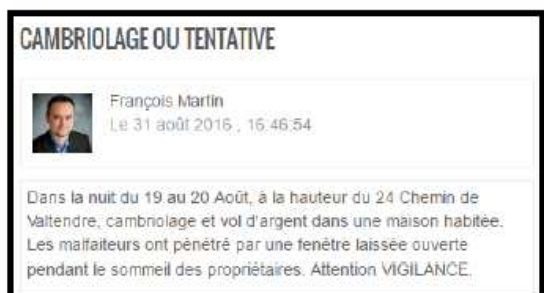 CAMBRIOLAGE OU TENTATIVE
François Martin
Le 31 août 2016 , 16:46:54
Dans la nuit du 19 au 20 Août, à la hauteur du 24 Chemin de
Valtendre, cambriolage et vol d'argent dans une maison habitée.
Les malfaiteurs ont pénétré par une fenêtre laissée ouverte
pendant le sommeil des propriétaires. Attention VIGILANCE.